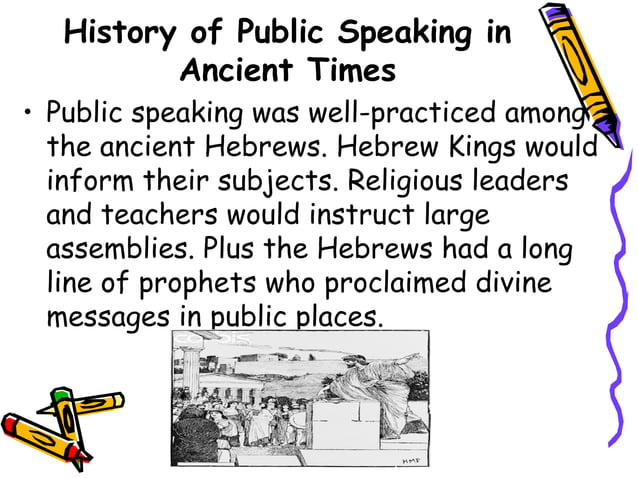 History of Public Speaking in
Ancient Times
• Public speaking was well-practiced among
the ancient Hebrews. Hebrew Kings would
inform their subjects. Religious leaders
and teachers would instruct large
assemblies. Plus the Hebrews had a long
line of prophets who proclaimed divine
messages in public places.
HMP